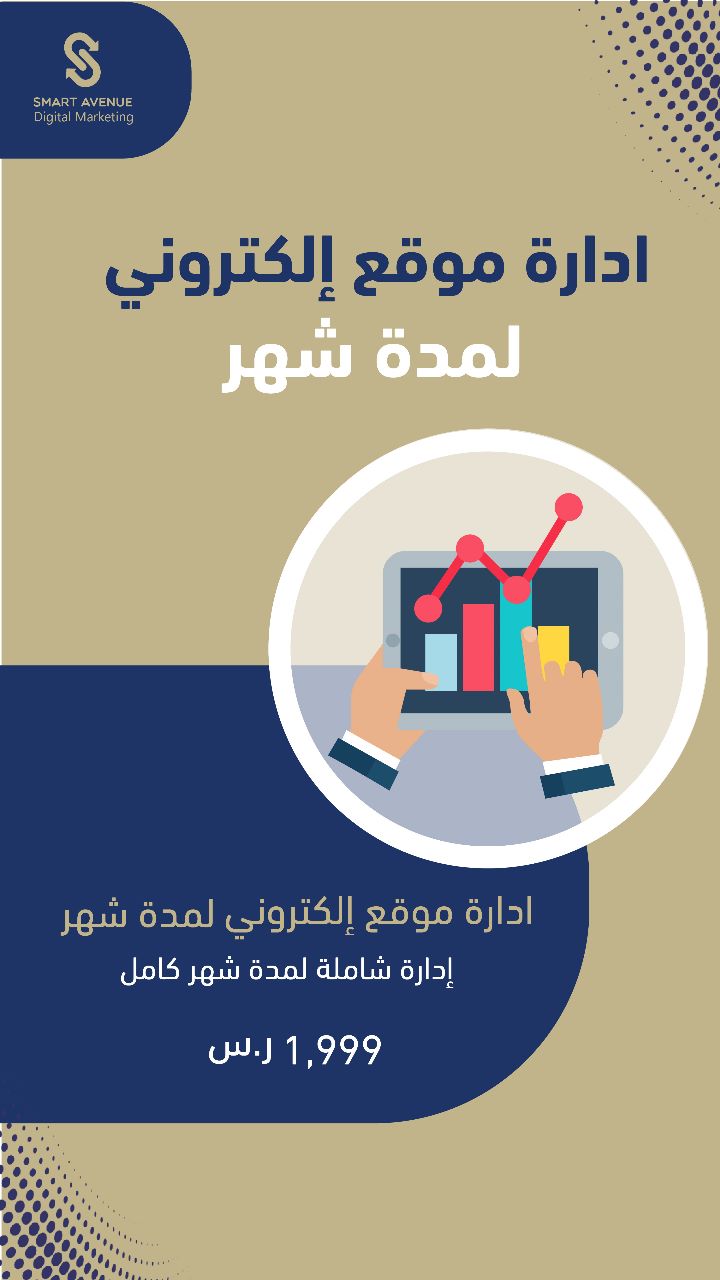 SMART AVENUE
Digital Marketing
ادارة موقع إلكتروني
لمدة شهر
ادارة موقع إلكتروني لمدة شهر
إدارة شاملة لمدة شهر كامل
1,999 ر.س